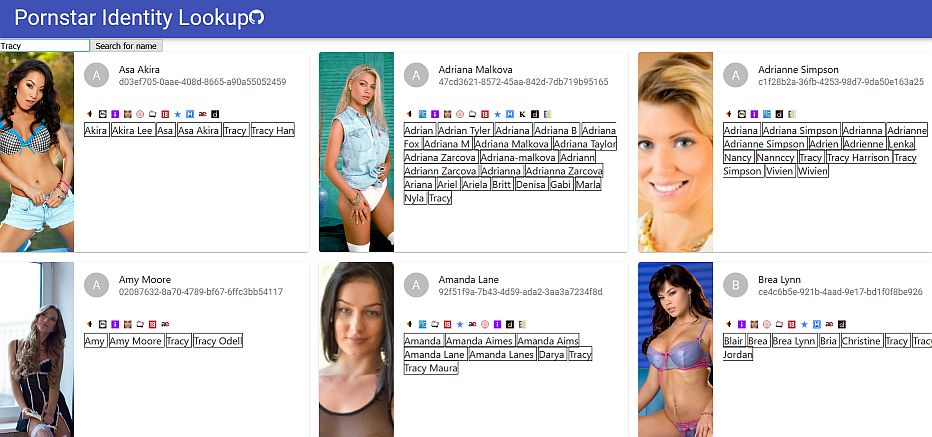 Pornstar Identity Lookup
Tracy Search for name
A Asa Akira
d03ef705-0aae-408d-8665-a90a55052459
Akira Akira Lee Asa Asa Akira Tracy Tracy Han
A Adriana Malkova
47cd3621-8572-45aa-842d-7db719b95165
Adrian Adrian Tyler Adriana Adriana B Adriana
Fox Adriana M Adriana Malkova Adriana Taylor
Adriana Zarcova Adriana-malkova Adriann
Adriann Zarcova Adrianna Adrianna Zarcova
Ariana Ariel Ariela Britt Denisa Gabi Marla
Nyla Tracy
A Adrianne Simpson
c1f28b2a-36fb-4253-98d7-9da50e163a25
Adriana Adriana Simpson Adrianna Adrianne
Adrianne Simpson Adrien Adrienne Lenka
Nancy Nannccy Tracy Tracy Harrison Tracy
Simpson Vivien Wivien
A Amy Moore
02087632-8a70-4789-bf67-6ffc3bb54117
Amy Amy Moore Tracy Tracy Odell
A Amanda Lane
92f51f9a-7b43-4d59-ada2-3aa3a7234f8d
Amanda Amanda Aimes Amanda Aims
Amanda Lane Amanda Lanes Darya Tracy
Tracy Maura
B Brea Lynn
ce4c6b5e-921b-4aad-9e17-bd1f0f8be926
Blair Brea Brea Lynn Bria Christine Tracy Trac
Jordan